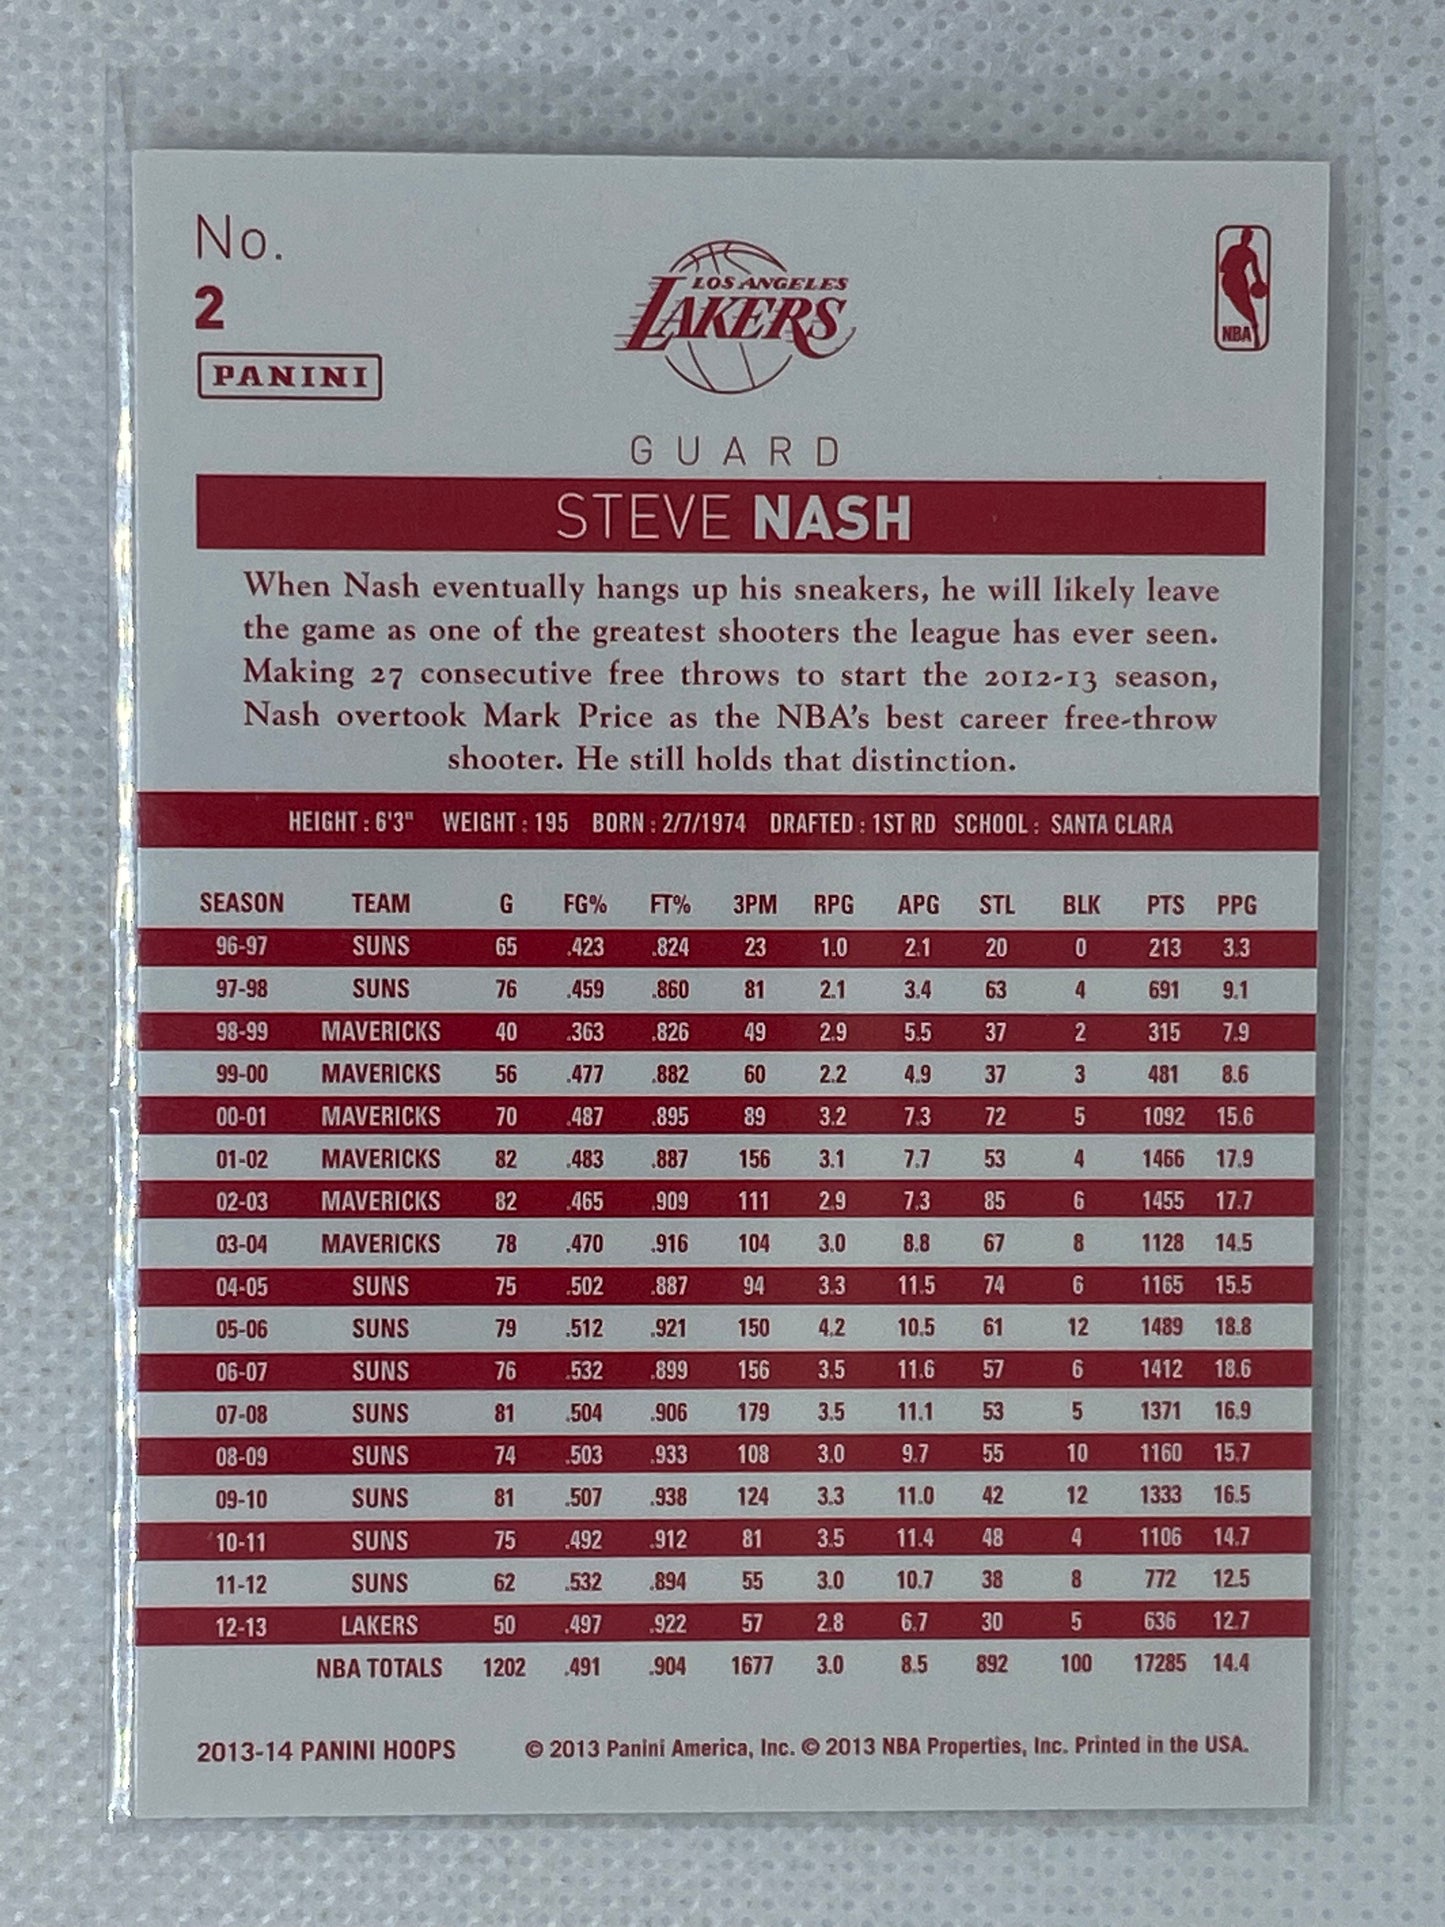 No.
2
PANINI
LOS ANGELES
LAKERS
NBA
GUARD
STEVE NASH
When Nash eventually hangs up his sneakers, he will likely leave
the game as one of the greatest shooters the league has ever seen.
Making 27 consecutive free throws to start the 2012-13 season,
Nash overtook Mark Price as the NBA's best career free-throw
shooter. He still holds that distinction.
HEIGHT : 6'3" WEIGHT : 195 BORN : 2/7/1974 DRAFTED : 1ST RD SCHOOL : SANTA CLARA
SEASON TEAM G FG% FT% 3PM RPG APG STL BLK PTS PPG
96-97 SUNS 65 .423 .824 23 1.0 2.1 20 0 213 3.3
97-98 SUNS 76 .459 .860 81 2.1 3.4 63 4 691 9.1
98-99 MAVERICKS 40 .363 .826 49 2.9 5.5 37 2 315 7.9
99-00 MAVERICKS 56 .477 .882 60 2.2 4.9 37 3 481 8.6
00-01 MAVERICKS 70 .487 .895 89 3.2 7.3 72 5 1092 15.6
01-02 MAVERICKS 82 .483 .887 156 3.1 7.7 53 4 1466 17.9
02-03 MAVERICKS 82 .465 .909 111 2.9 7.3 85 6 1455 17.7
03-04 MAVERICKS 78 .470 .916 104 3.0 8.8 67 8 1128 14.5
04-05 SUNS 75 .502 .887 94 3.3 11.5 74 6 1165 15.5
05-06 SUNS 79 .512 .921 150 4.2 10.5 61 12 1489 18.8
06-07 SUNS 76 .532 .899 156 3.5 11.6 57 6 1412 18.6
07-08 SUNS 81 .504 .906 179 3.5 11.1 53 5 1371 16.9
08-09 SUNS 74 .503 .933 108 3.0 9.7 55 10 1160 15.7
09-10 SUNS 81 .507 .938 124 3.3 11.0 42 12 1333 16.5
10-11 SUNS 75 .492 .912 81 3.5 11.4 48 4 1106 14.7
11-12 SUNS 62 .532 .894 55 3.0 10.7 38 8 772 12.5
12-13 LAKERS 50 .497 .922 57 2.8 6.7 30 5 636 12.7
NBA TOTALS 1202 .491 .904 1677 3.0 8.5 892 100 17285 14.4
2013-14 PANINI HOOPS © 2013 Panini America, Inc. © 2013 NBA Properties, Inc. Printed in the USA.